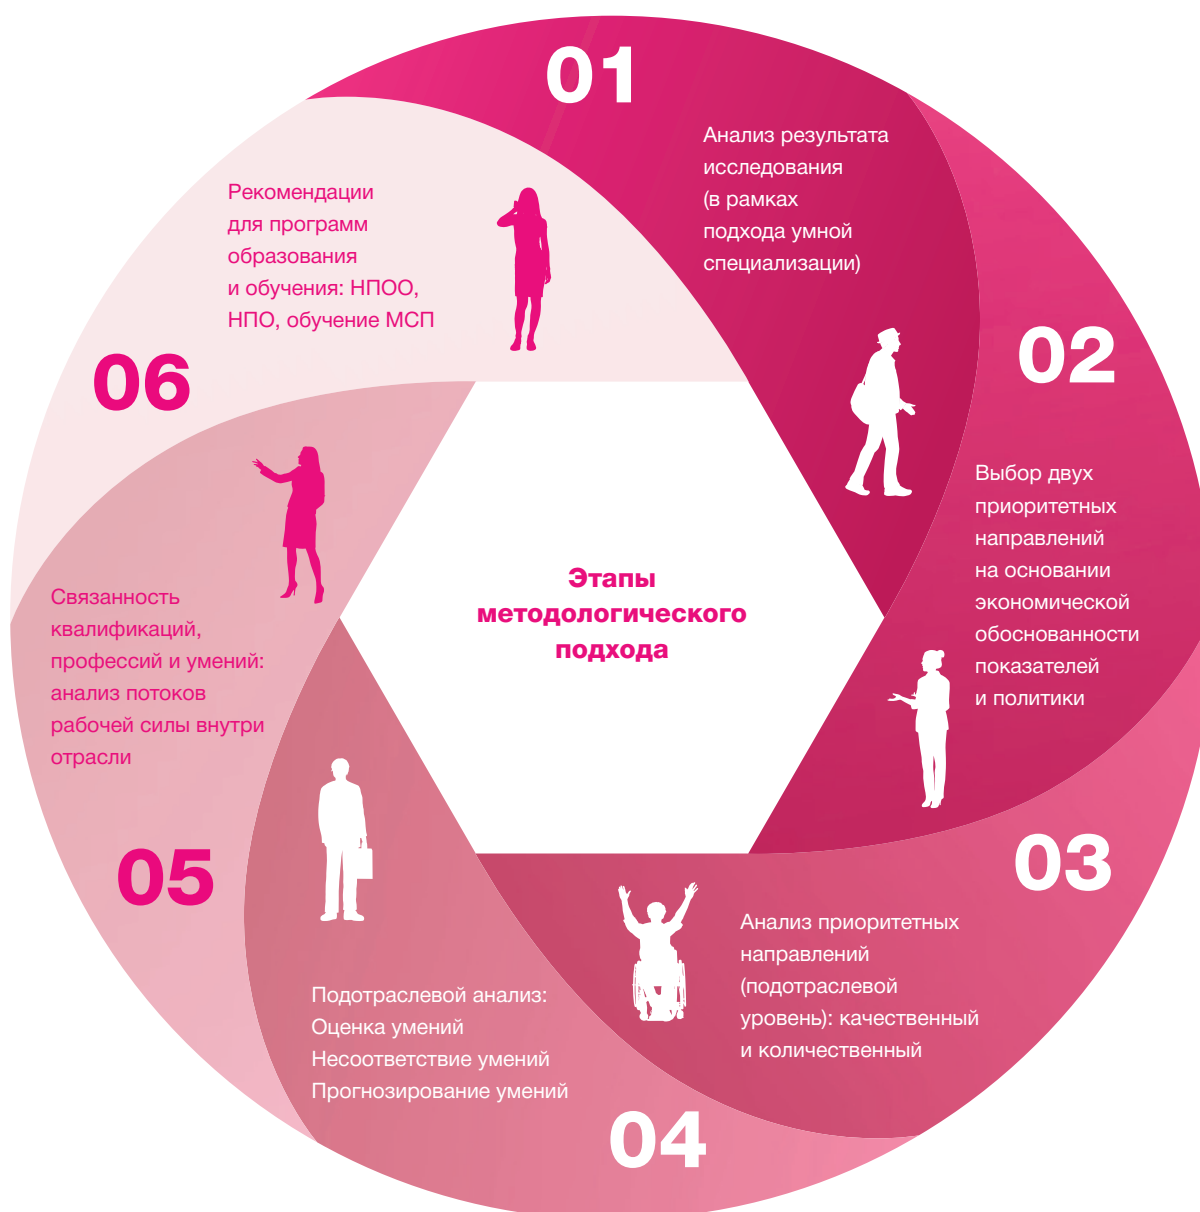 01
Анализ результата
исследования
(в рамках
подхода умной
специализации)
02
Выбор двух
приоритетных
направлений
на основании
экономической
обоснованности
показателей
и политики
03
Анализ приоритетных
направлений
(подотраслевой
уровень): качественный
и количественный
04
Подотраслевой анализ:
Оценка умений
Несоответствие умений
Прогнозирование умений
05
Связанность
квалификаций,
профессий и умений:
анализ потоков
рабочей силы внутри
отрасли
06
Рекомендации
для программ
образования
и обучения: НПОО,
НПО, обучение МСП
Этапы
методологического
подхода